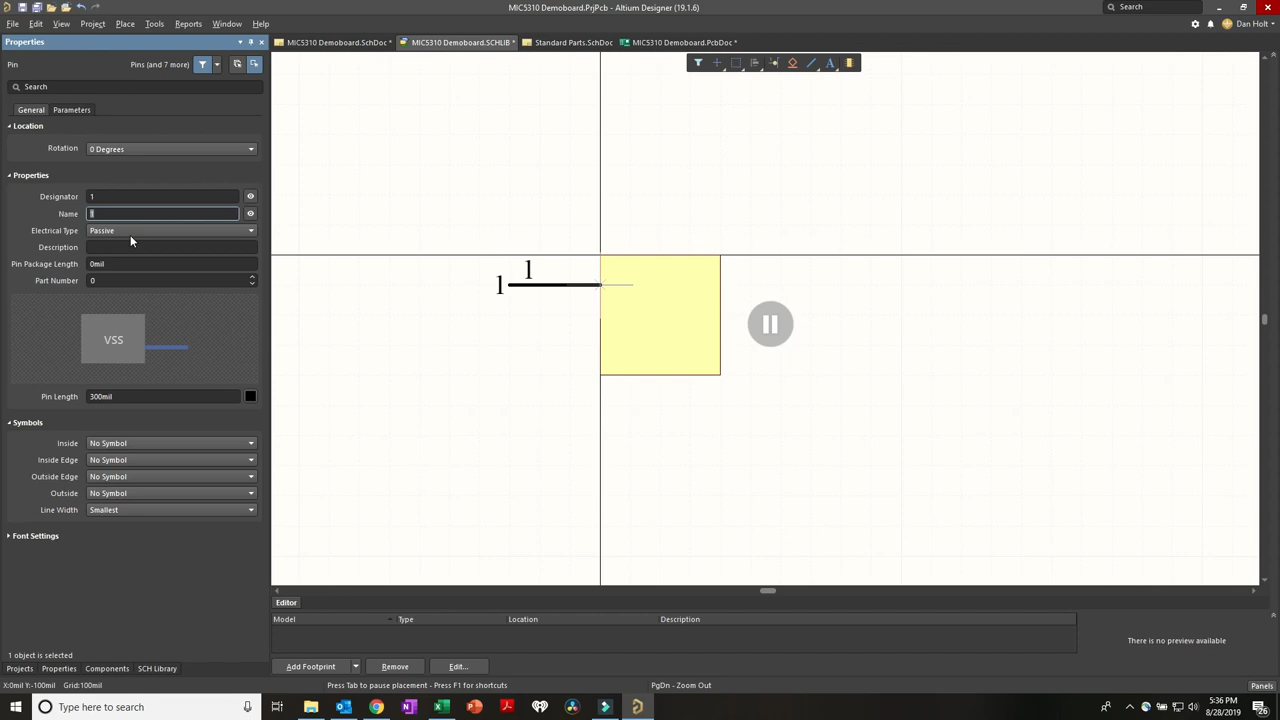 MIC5310 Demoboard.PrjPcb - Altium Designer (19.1.6)
Search
File Edit View Project Place Tools Reports Window Help
Dan Holt
Properties
MIC5310 Demoboard.SchDoc *
MIC5310 Demoboard.SCHLIB *
Standard Parts.SchDoc
MIC5310 Demoboard.PcbDoc *
Pin
Pins (and 7 more)
Search
General
Parameters
Location
Rotation
0 Degrees
Properties
Designator
1
Name
1
Electrical Type
Passive
Description
Pin Package Length
0mil
Part Number
0
VSS
Pin Length
300mil
Symbols
Inside
No Symbol
Inside Edge
No Symbol
Outside Edge
No Symbol
Outside
No Symbol
Line Width
Smallest
Font Settings
1
1
Editor
Model
Type
Location
Description
There is no preview available
Add Footprint
Remove
Edit...
1 object is selected
Projects
Properties
Components
SCH Library
X:0mil Y:-100mil Grid:100mil
Press Tab to pause placement - Press F1 for shortcuts
PgDn - Zoom Out
Panels
Type here to search
5:36 PM
8/28/2019
26